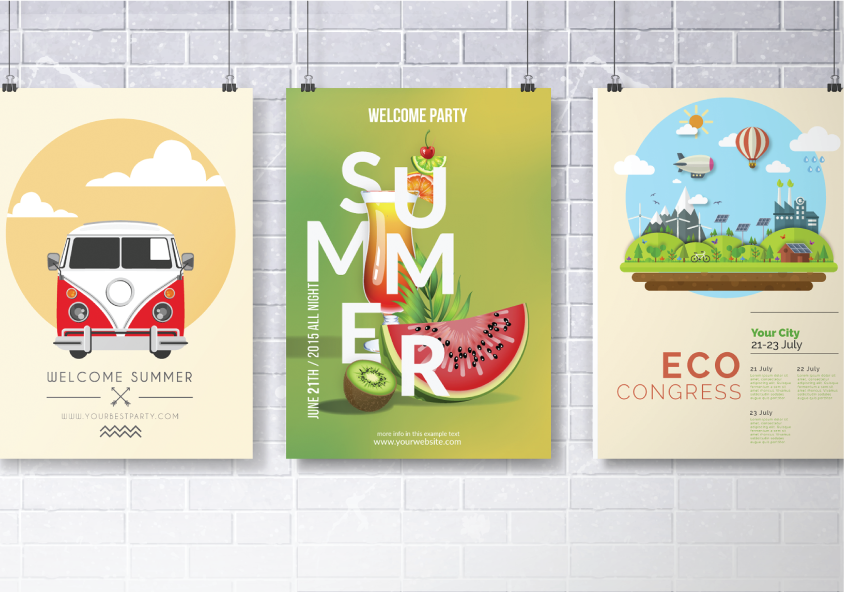 WELCOME SUMMER
WWW.YOURBESTPARTY.COM
WELCOME PARTY
SUMMER
JUNE 21TH / 2015 ALL NIGHT
more info in this example text
www.yourwebsite.com
ECO
CONGRESS
Your City
21-23 July
21 July
22 July
23 July